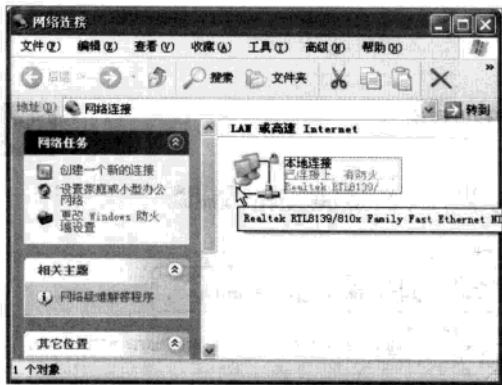 网络连接
文件(F) 编辑(E) 查看(V) 收藏(A) 工具(T) 高级(N) 帮助(H)
后退 搜索 文件夹
地址(D) 网络连接 转到
网络任务
创建一个新的连接
设置家庭或小型办公
网络
更改 Windows 防火
墙设置
相关主题
网络疑难解答程序
其它位置
LAN 或高速 Internet
本地连接
已连接上，有防火
Realtek RTL8139/
Realtek RTL8139/810x Family Fast Ethernet NI
1 个对象